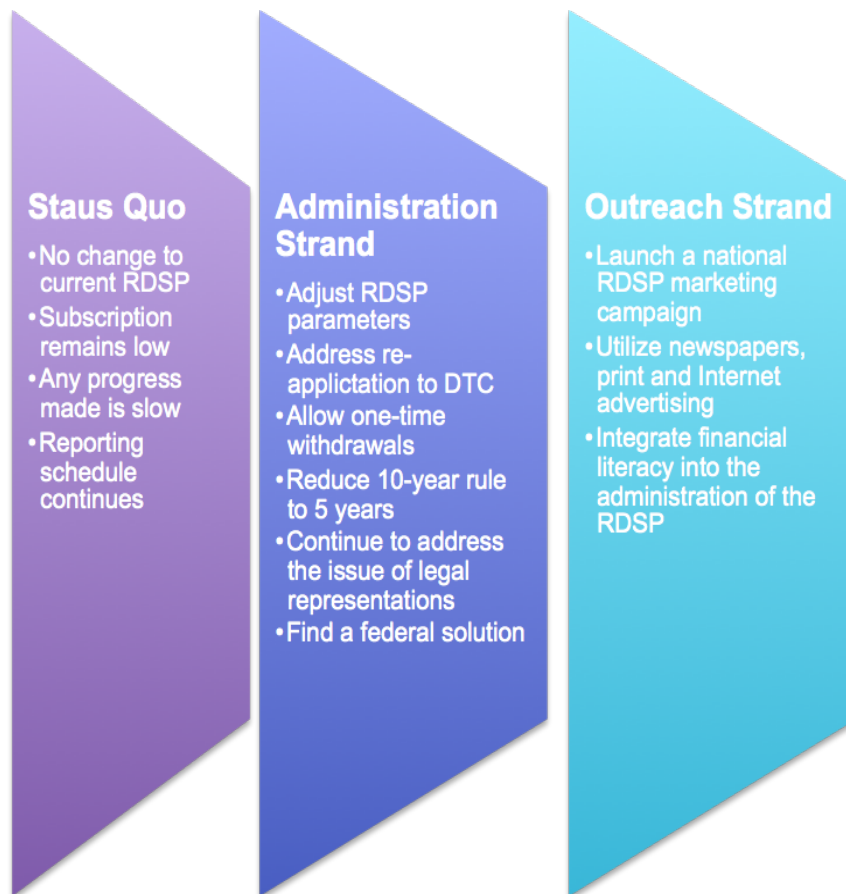 Staus Quo
•No change to
current RDSP
•Subscription
remains low
•Any progress
made is slow
•Reporting
schedule
continues
Administration
Strand
•Adjust RDSP
parameters
•Address re-
applictation to DTC
•Allow one-time
withdrawals
•Reduce 10-year rule
to 5 years
•Continue to address
the issue of legal
representations
•Find a federal solution
Outreach Strand
•Launch a national
RDSP marketing
campaign
•Utilize newspapers,
print and Internet
advertising
•Integrate financial
literacy into the
administration of the
RDSP